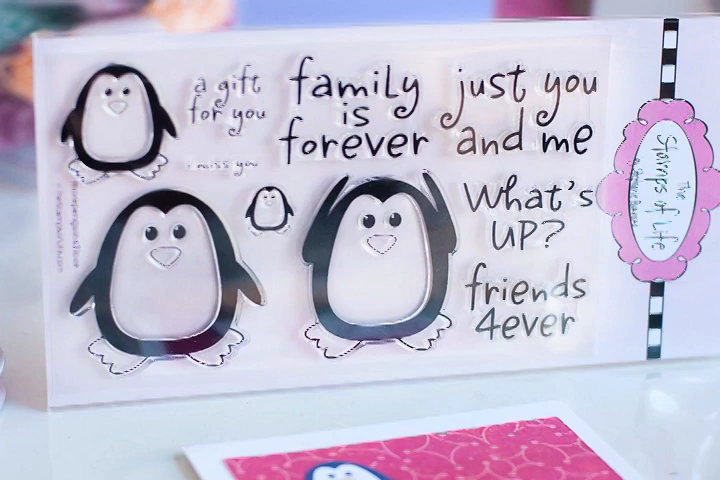 a gift
for you
family
is
forever
just you
and me
i miss you
What's
UP?
friends
4ever
The
Stamps of Life